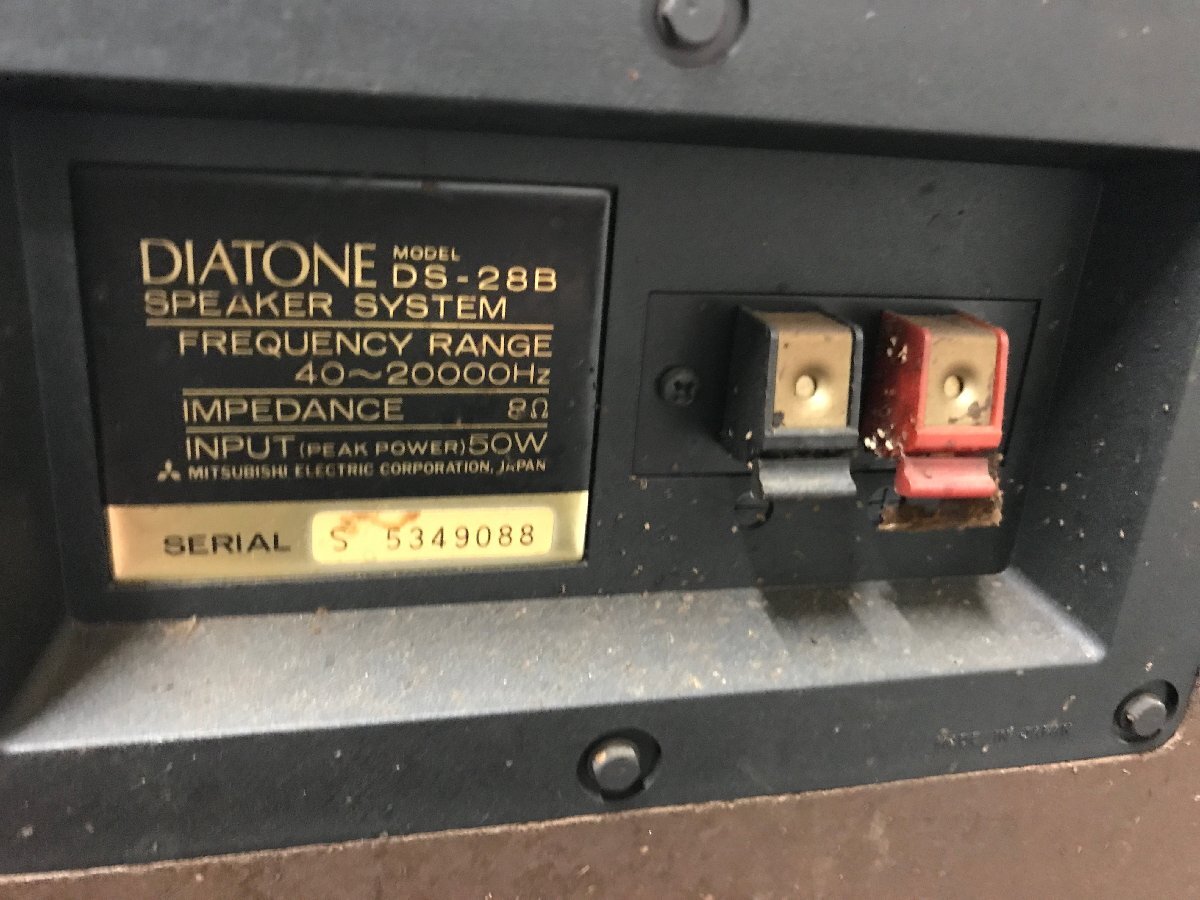 DIATONE MODEL DS-28B
SPEAKER SYSTEM
FREQUENCY RANGE
40~20000Hz
IMPEDANCE 8Ω
INPUT (PEAK POWER) 50W
MITSUBISHI ELECTRIC CORPORATION, JAPAN
SERIAL S 5349088